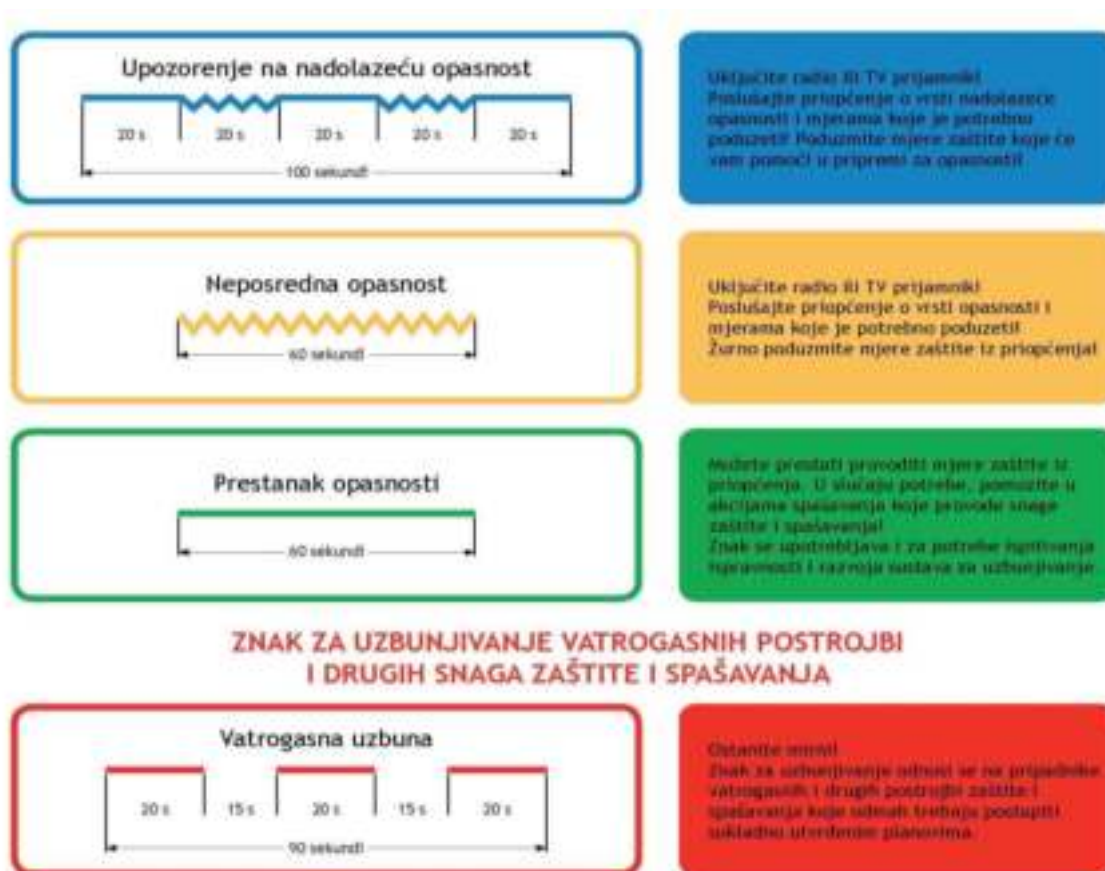 Upozorenje na nadolazeću opasnost
20 s 20 s 20 s 20 s 20 s
100 sekundi
Uključite radio ili TV prijamnik!
Poslušajte priopćenje o vrsti nadolazeće
opasnosti i mjerama koje je potrebno
poduzeti! Poduzmite mjere zaštite koje će
vam pomoći u pripremi za opasnosti!
Neposredna opasnost
60 sekundi
Uključite radio ili TV prijamnik!
Poslušajte priopćenje o vrsti opasnosti i
mjerama koje je potrebno poduzeti!
Žurno poduzmite mjere zaštite iz priopćenja!
Prestanak opasnosti
60 sekundi
Možete prestati provoditi mjere zaštite iz
priopćenja. U slučaju potrebe, pomozite u
akcijama spašavanja koje provode snage
zaštite i spašavanja!
Znak se upotrebljava i za potrebe ispitivanja
ispravnosti i razvoja sustava za uzbunjivanje
ZNAK ZA UZBUNJIVANJE VATROGASNIH POSTROJBI
I DRUGIH SNAGA ZAŠTITE I SPAŠAVANJA
Vatrogasna uzbuna
20 s 15 s 20 s 15 s 20 s
90 sekundi
Ostanite mirni!
Znak za uzbunjivanje odnosi se na pripadnike
vatrogasnih i drugih postrojbi zaštite i
spašavanja koje odmah trebaju postupiti
sukladno utvrđenim planovima.